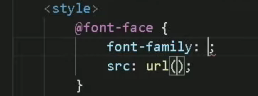 <style>
@font-face {
font-family: ;
src: url();
}